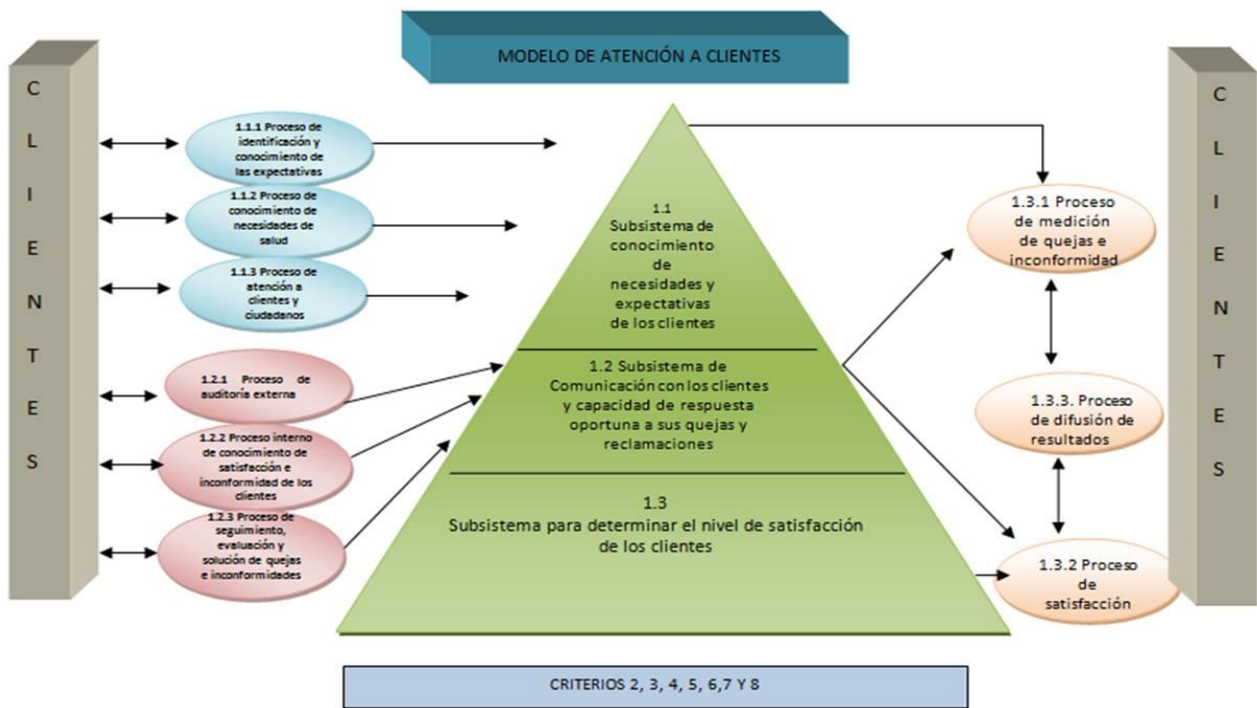 MODELO DE ATENCIÓN A CLIENTES
C
L
I
E
N
T
E
S
1.1.1 Proceso de
identificación y
conocimiento de
las expectativas
1.1.2 Proceso de
conocimiento de
necesidades de
salud
1.1.3 Proceso de
atención a
clientes y
ciudadanos
1.2.1 Proceso de
auditoría externa
1.2.2 Proceso interno
de conocimiento de
satisfacción e
inconformidad de los
clientes
1.2.3 Proceso de
seguimiento,
evaluación y
solución de quejas
e inconformidades
1.1
Subsistema de
conocimiento
de
necesidades y
expectativas
de los clientes
1.2 Subsistema de
Comunicación con los clientes
y capacidad de respuesta
oportuna a sus quejas y
reclamaciones
1.3
Subsistema para determinar el nivel de satisfacción
de los clientes
1.3.1 Proceso
de medición
de quejas e
inconformidad
1.3.3. Proceso
de difusión de
resultados
1.3.2 Proceso
de
satisfacción
C
L
I
E
N
T
E
S
CRITERIOS 2, 3, 4, 5, 6,7 Y 8